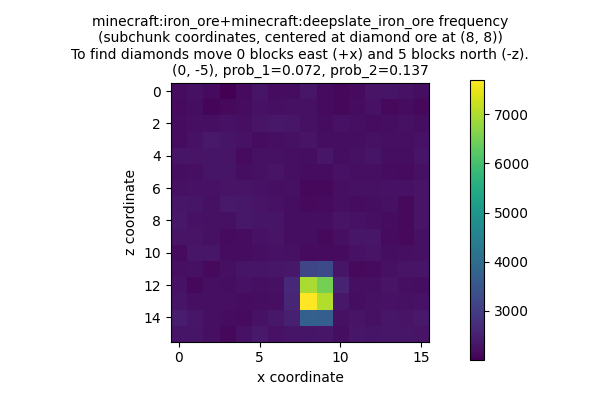 minecraft:iron_ore+minecraft:deepslate_iron_ore frequency
(subchunk coordinates, centered at diamond ore at (8, 8))
To find diamonds move 0 blocks east (+x) and 5 blocks north (-z).
(0, -5), prob_1=0.072, prob_2=0.137
0
2
4
6
8
10
12
14
z coordinate
0
5
10
15
x coordinate
7000
6000
5000
4000
3000